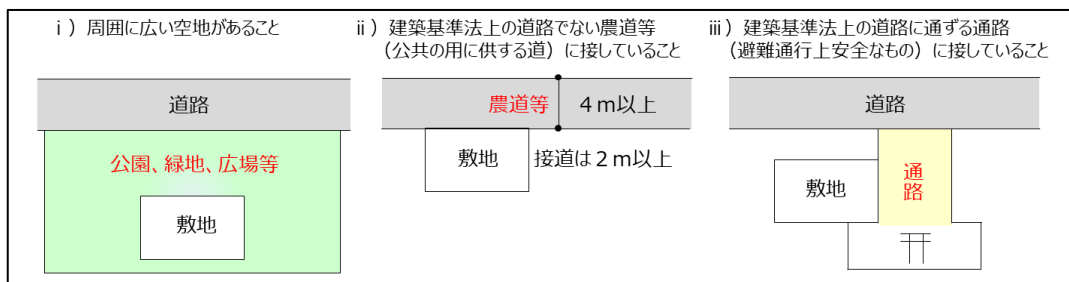 ⅰ）周囲に広い空地があること
道路
公園、緑地、広場等
敷地
ⅱ）建築基準法上の道路でない農道等
（公共の用に供する道）に接していること
農道等 4ｍ以上
敷地 接道は2ｍ以上
ⅲ）建築基準法上の道路に通ずる通路
（避難通行上安全なもの）に接していること
道路
敷地
通路